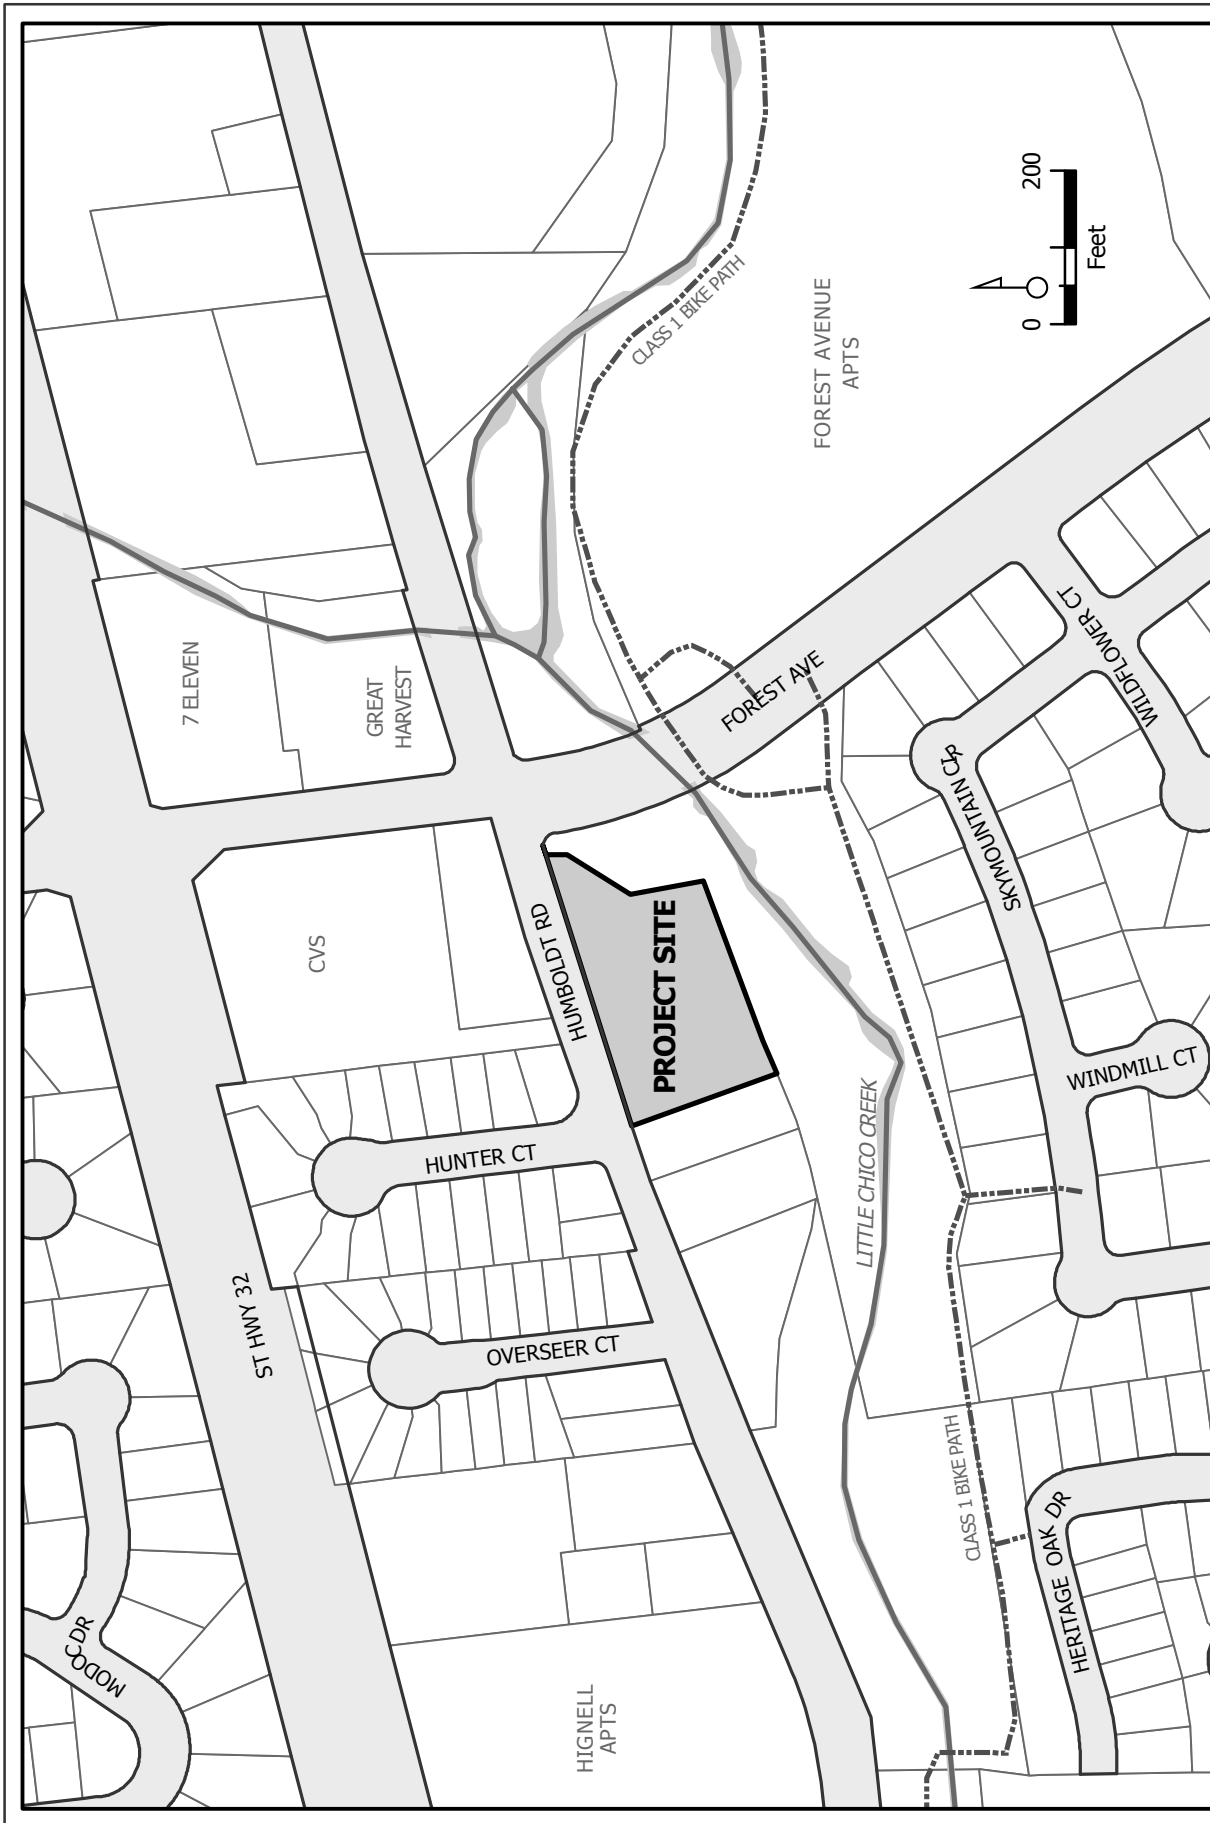 7 ELEVEN
GREAT
HARVEST
CVS
ST HWY 32
MODOC DR
HUNTER CT
OVERSEER CT
HIGNELL
APTS
HUMBOLDT RD
PROJECT SITE
LITTLE CHICO CREEK
CLASS 1 BIKE PATH
FOREST AVENUE
APTS
FOREST AVE
SKYMOUNTAIN CIR
WILDFLOWER CT
WINDMILL CT
CLASS 1 BIKE PATH
HERITAGE OAK DR
0
200
Feet